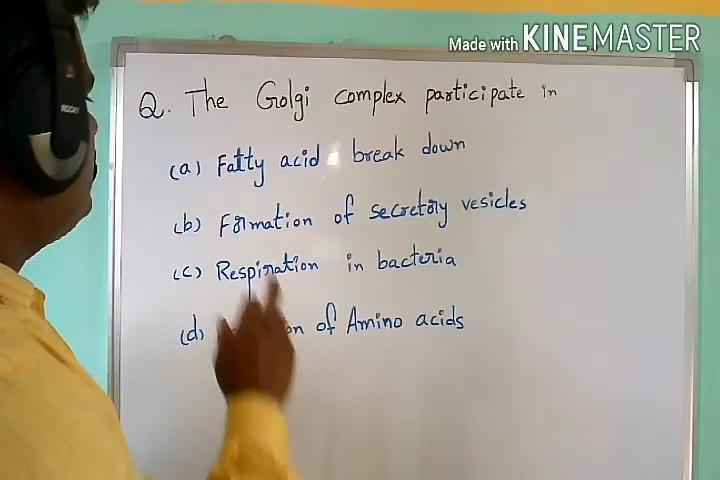 Made with KINEMASTER
Q. The Golgi complex participate in
(a) Fatty acid break down
(b) Formation of secretory vesicles
(c) Respiration in bacteria
(d) of Amino acids